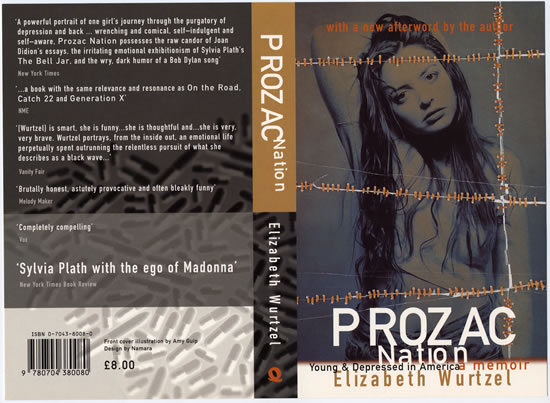 'A powerful portrait of one girl's journey through the purgatory of
depression and back ... wrenching and comical, self-indulgent and
self-aware, Prozac Nation possesses the raw candor of Joan
Didion's essays, the irritating emotional exhibitionism of Sylvia Plath's
The Bell Jar, and the wry, dark humor of a Bob Dylan song'
New York Times
'...a book with the same relevance and resonance as On the Road,
Catch 22 and Generation X'
NME
'[Wurtzel] is smart, she is funny...she is thoughtful and...she is very,
very brave. Wurtzel portrays, from the inside out, an emotional life
perpetually spent outrunning the relentless pursuit of what she
describes as a black wave...'
Vanity Fair
'Brutally honest, astutely provocative and often bleakly funny'
Melody Maker
'Completely compelling'
Vox
'Sylvia Plath with the ego of Madonna'
New York Times Book Review
ISBN 0-7043-8008-0
9 780704 380080
Front cover illustration by Amy Guip
Design by Namara
£8.00
PROZAC
Nation
Elizabeth Wurtzel
with a new afterword by the author
PROZAC
Nation
Young & Depressed in America
a memoir
Elizabeth Wurtzel